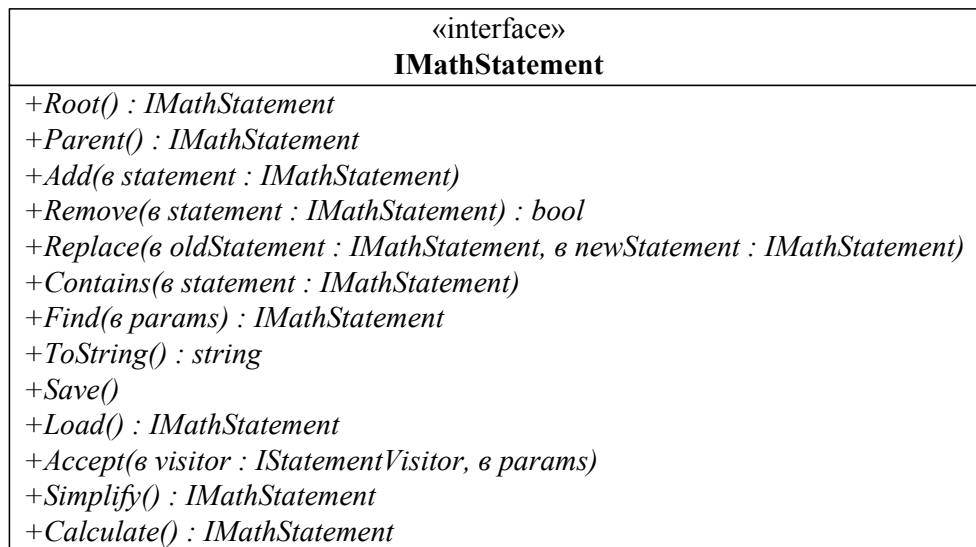 «interface»
IMathStatement
+Root() : IMathStatement
+Parent() : IMathStatement
+Add(в statement : IMathStatement)
+Remove(в statement : IMathStatement) : bool
+Replace(в oldStatement : IMathStatement, в newStatement : IMathStatement)
+Contains(в statement : IMathStatement)
+Find(в params) : IMathStatement
+ToString() : string
+Save()
+Load() : IMathStatement
+Accept(в visitor : IStatementVisitor, в params)
+Simplify() : IMathStatement
+Calculate() : IMathStatement